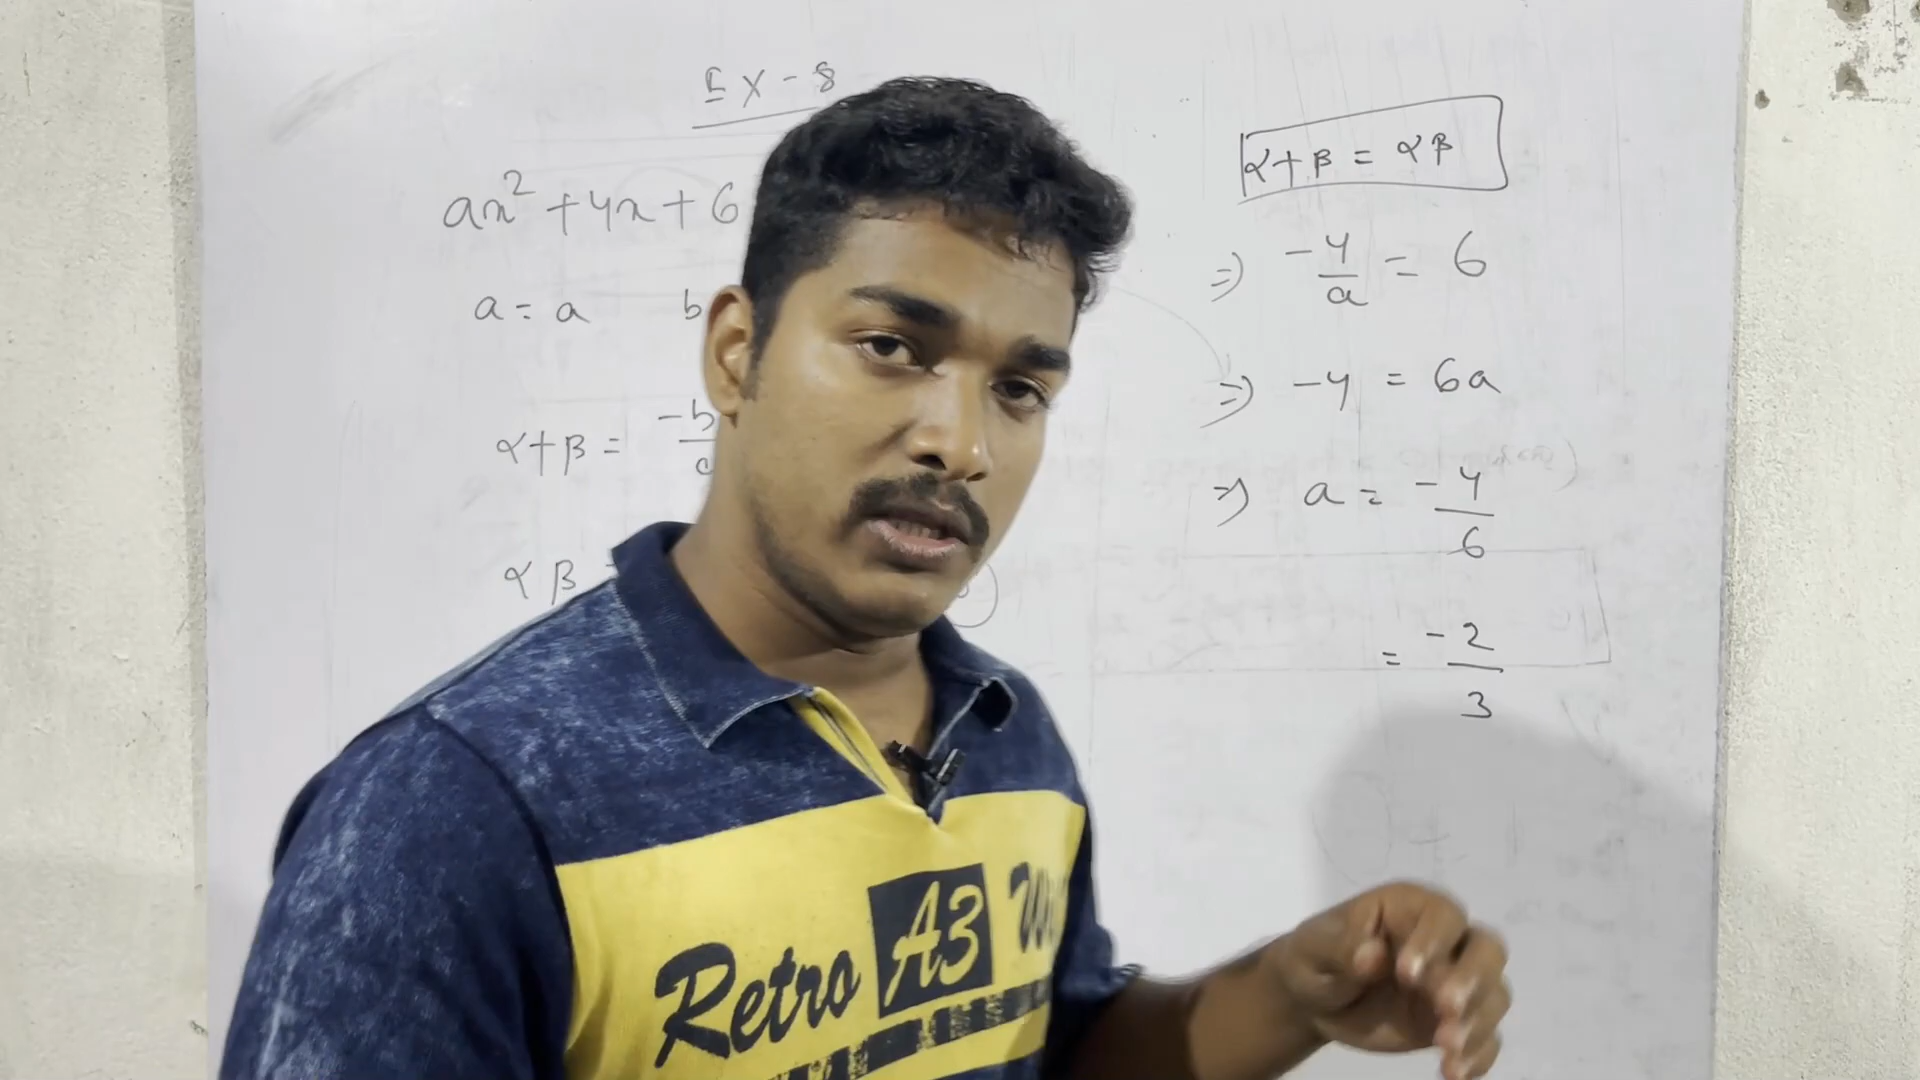 EX-8
ax² + 4x + 6
a = a b
α+β = -b
αβ
α+β = αβ
⇒ -4/a = 6
⇒ -4 = 6a
⇒ a = -4/6
= -2/3
Retro A3